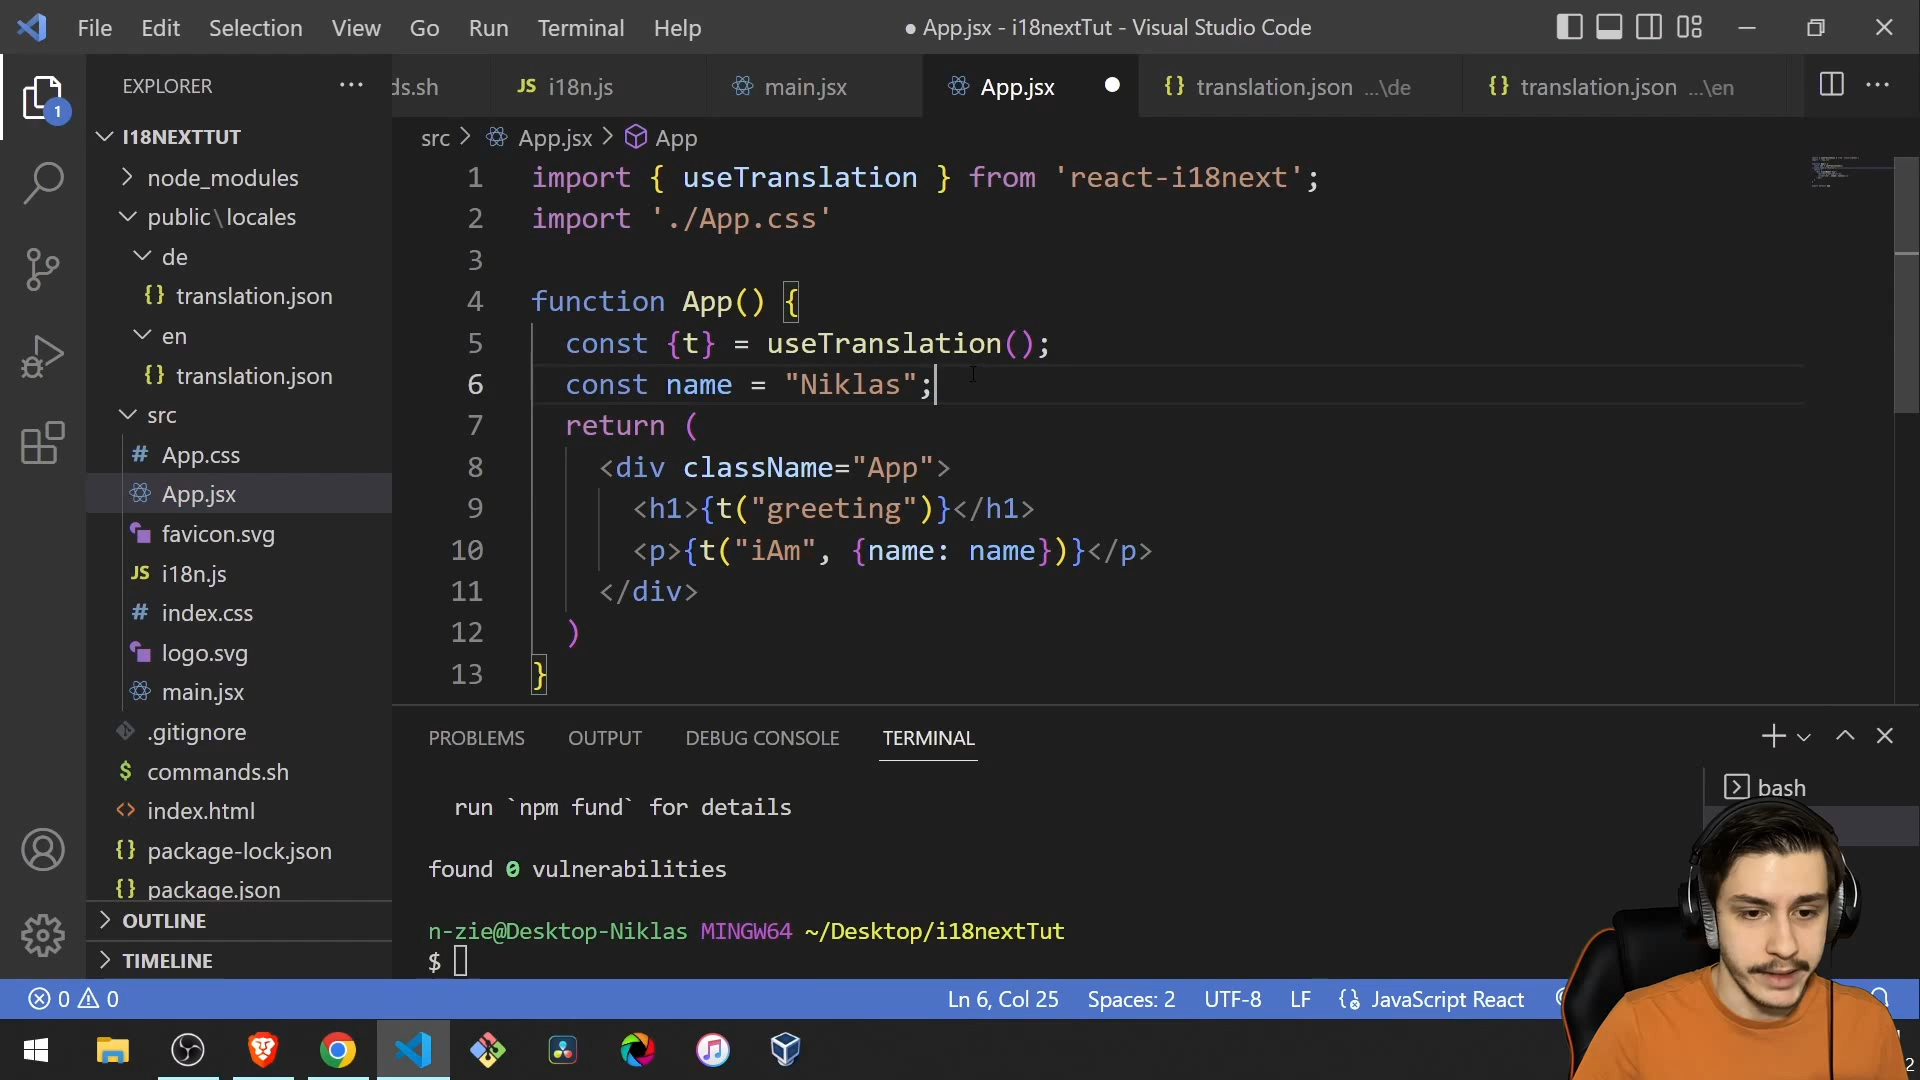 File Edit Selection View Go Run Terminal Help
● App.jsx - i18nextTut - Visual Studio Code
EXPLORER
ds.sh
JS i18n.js
main.jsx
App.jsx
{} translation.json ...\de
{} translation.json ...\en
1
I18NEXTTUT
node_modules
public\locales
de
{} translation.json
en
{} translation.json
src
# App.css
App.jsx
favicon.svg
JS i18n.js
# index.css
logo.svg
main.jsx
.gitignore
$ commands.sh
<> index.html
{} package-lock.json
{} package.json
OUTLINE
TIMELINE
src > App.jsx > App
1 import { useTranslation } from 'react-i18next';
2 import './App.css'
3
4 function App() {
5 const {t} = useTranslation();
6 const name = "Niklas";
7 return (
8 <div className="App">
9 <h1>{t("greeting")}</h1>
10 <p>{t("iAm", {name: name})}</p>
11 </div>
12 )
13 }
PROBLEMS OUTPUT DEBUG CONSOLE TERMINAL
run `npm fund` for details
found 0 vulnerabilities
n-zie@Desktop-Niklas MINGW64 ~/Desktop/i18nextTut
$
bash
0 0
Ln 6, Col 25 Spaces: 2 UTF-8 LF JavaScript React